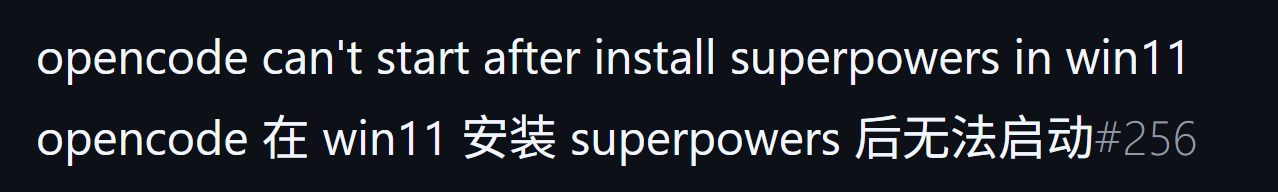 opencode can't start after install superpowers in win11
opencode 在 win11 安装 superpowers 后无法启动#256